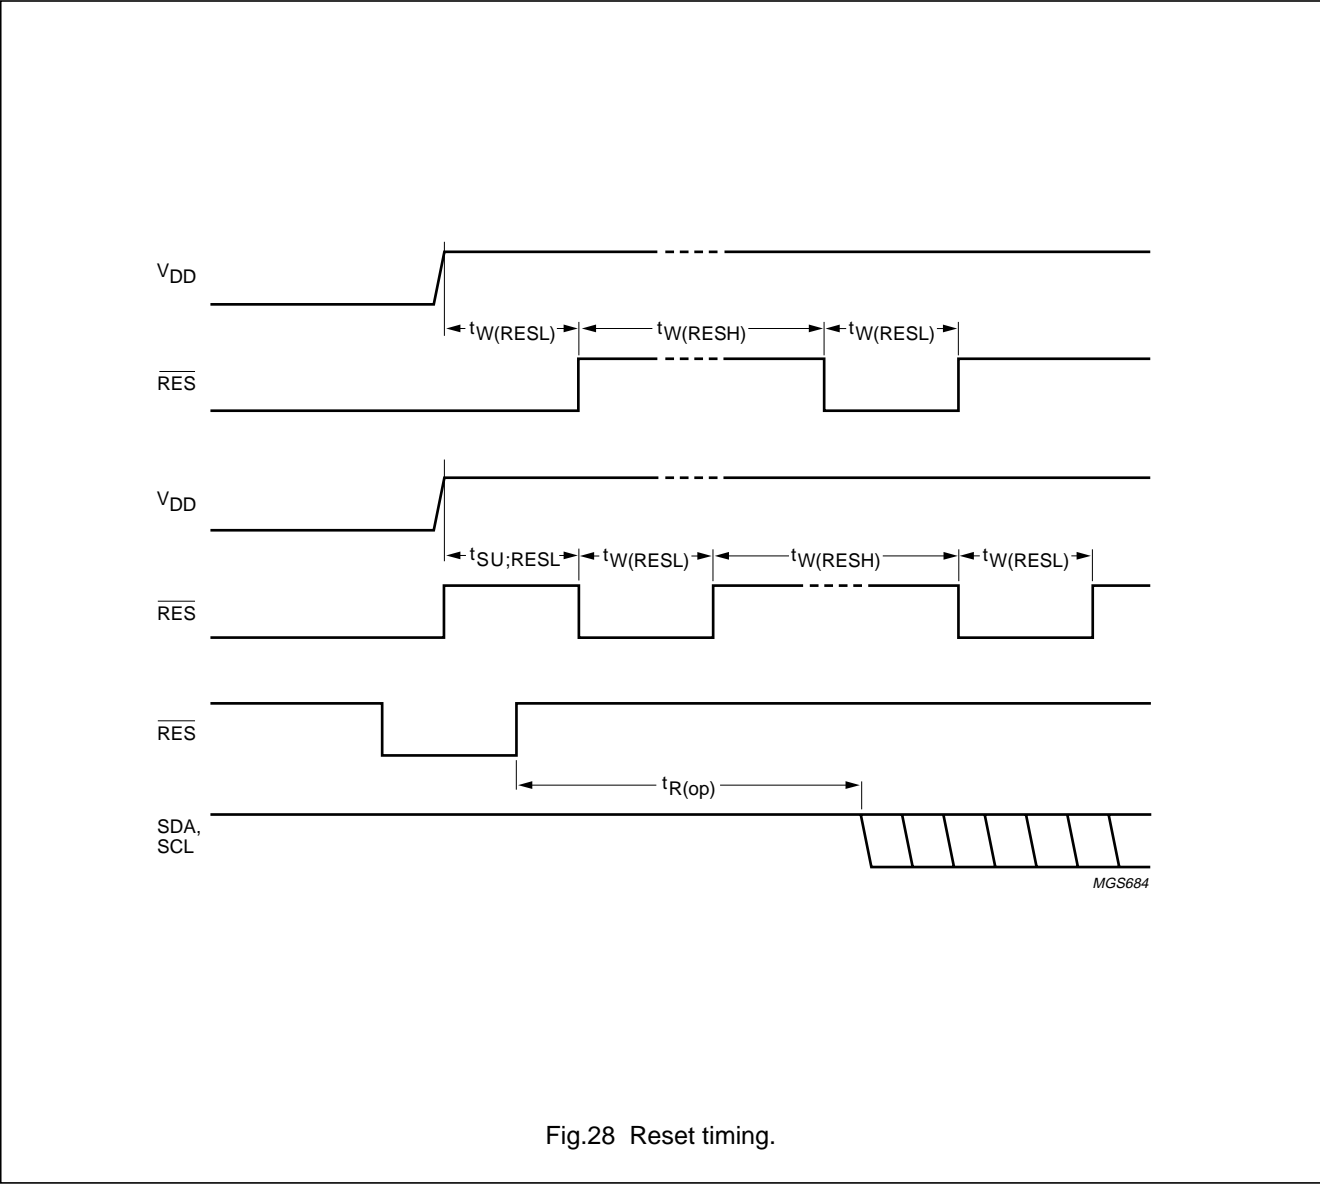 VDD
tW(RESL) tW(RESH) tW(RESL)
RES
VDD
tSU;RESL tW(RESL) tW(RESH) tW(RESL)
RES
RES
tR(op)
SDA,
SCL
MGS684
Fig.28 Reset timing.